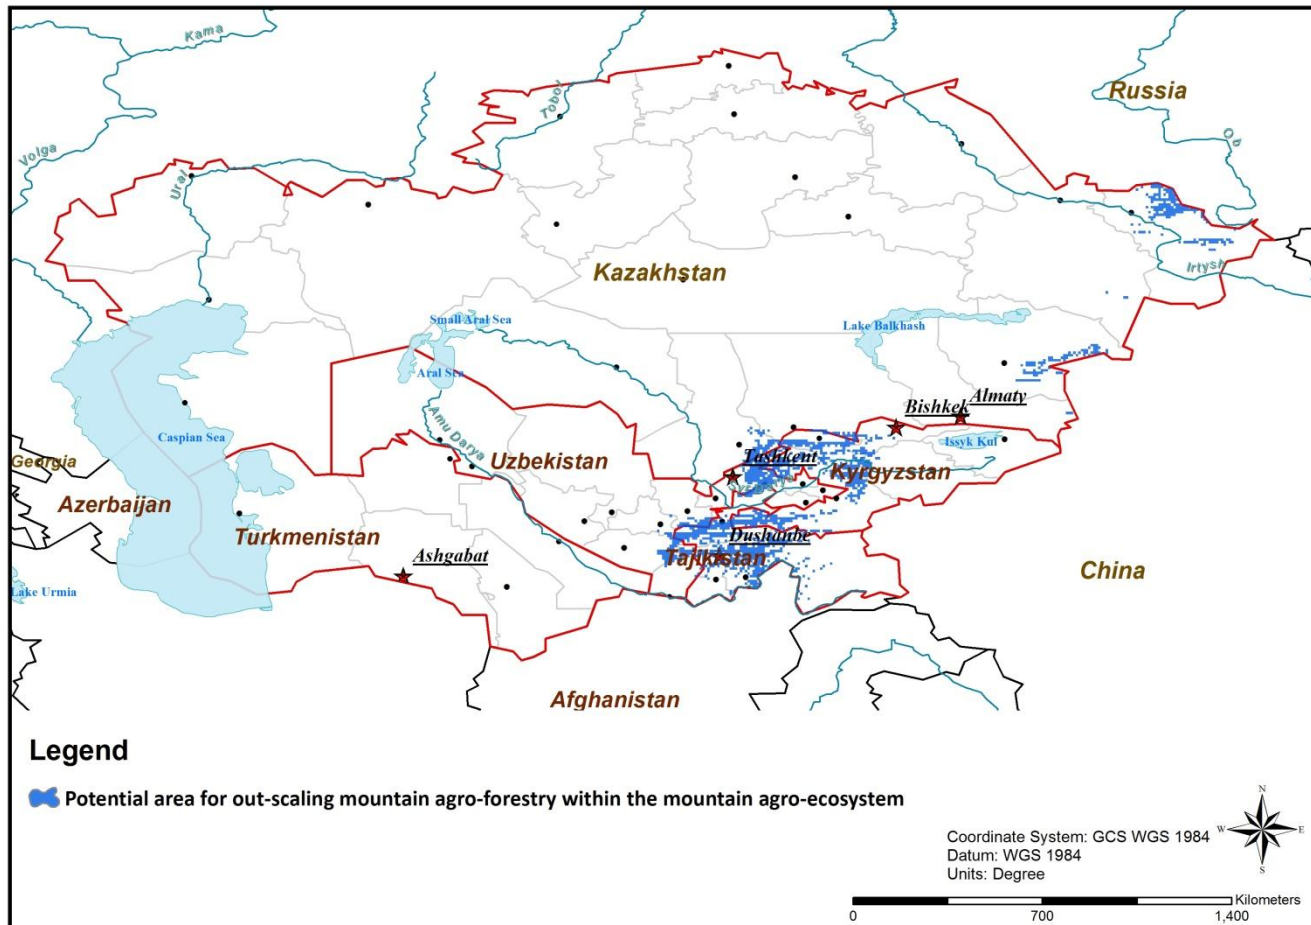 Kama
Tobol
Russia
Ob
Volga
Ural
Kazakhstan
Irtysh
Small Aral Sea
Lake Balkhash
Aral Sea
Almaty
Bishkek
Caspian Sea
Amu Darya
Issyk Kul
Georgia
Uzbekistan
Tashkent
Kyrgyzstan
Azerbaijan
Turkmenistan
Dushanbe
Tajikistan
Ashgabat
China
Lake Urmia
Afghanistan
Legend
Potential area for out-scaling mountain agro-forestry within the mountain agro-ecosystem
Coordinate System: GCS WGS 1984
Datum: WGS 1984
Units: Degree
N
W
E
S
Kilometers
0 700 1,400